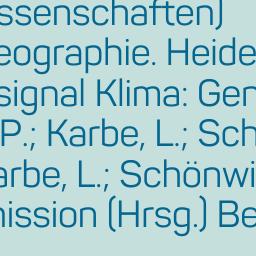 ssenschaften)
eographie. Heide
signal Klima: Gen
P.; Karbe, L.; Sch
arbe, L.; Schönwi
nission (Hrsg.) Be